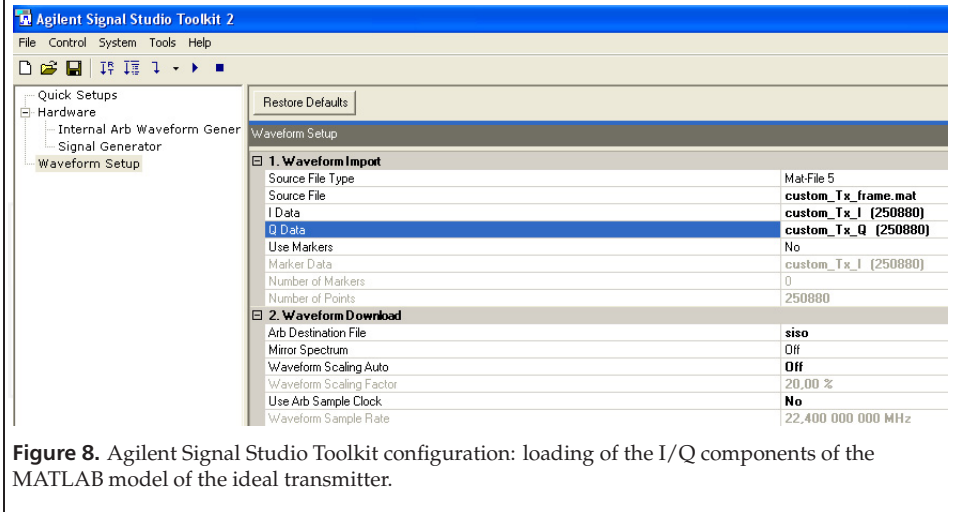 Agilent Signal Studio Toolkit 2
File Control System Tools Help
Quick Setups
Hardware
Internal Arb Waveform Gener
Signal Generator
Waveform Setup
Restore Defaults
Waveform Setup
1. Waveform Import
Source File Type Mat-File 5
Source File custom_Tx_frame.mat
I Data custom_Tx_I (250880)
Q Data custom_Tx_Q (250880)
Use Markers No
Marker Data custom_Tx_I (250880)
Number of Markers 0
Number of Points 250880
2. Waveform Download
Arb Destination File siso
Mirror Spectrum Off
Waveform Scaling Auto Off
Waveform Scaling Factor 20,00 %
Use Arb Sample Clock No
Waveform Sample Rate 22,400 000 000 MHz
Figure 8. Agilent Signal Studio Toolkit configuration: loading of the I/Q components of the
MATLAB model of the ideal transmitter.